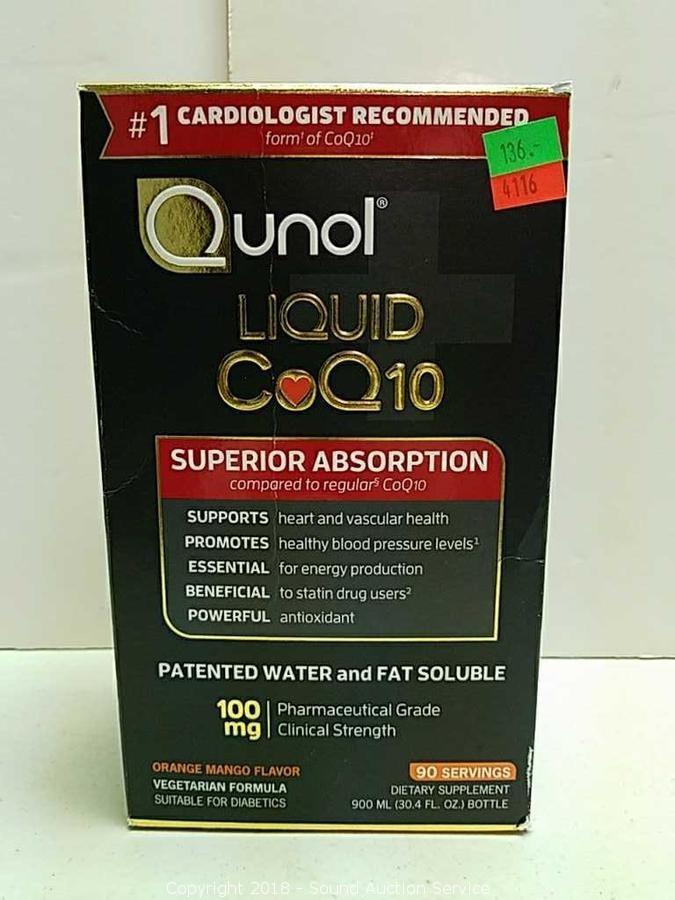 #1 CARDIOLOGIST RECOMMENDED
form† of CoQ10‡
136.-
4116
Qunol®
LIQUID
CoQ10
SUPERIOR ABSORPTION
compared to regular§ CoQ10
SUPPORTS heart and vascular health
PROMOTES healthy blood pressure levels¹
ESSENTIAL for energy production
BENEFICIAL to statin drug users²
POWERFUL antioxidant
PATENTED WATER and FAT SOLUBLE
100 mg Pharmaceutical Grade
Clinical Strength
ORANGE MANGO FLAVOR
VEGETARIAN FORMULA
SUITABLE FOR DIABETICS
90 SERVINGS
DIETARY SUPPLEMENT
900 ML (30.4 FL. OZ.) BOTTLE
Copyright 2018 - Sound Auction Service